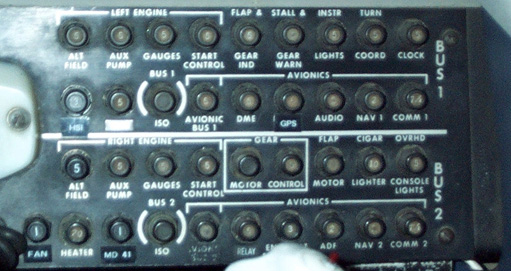 LEFT ENGINE FLAP & STALL & INSTR TURN
ALT FIELD AUX PUMP GAUGES START CONTROL GEAR IND GEAR WARN LIGHTS COORD CLOCK
BUS 1 AVIONICS
HSI ISO AVIONIC BUS 1 DME GPS AUDIO NAV 1 COMM 1
BUS 1
RIGHT ENGINE GEAR FLAP CIGAR OVRHD
5
ALT FIELD AUX PUMP GAUGES START CONTROL MOTOR CONTROL MOTOR LIGHTER CONSOLE LIGHTS
BUS 2 AVIONICS
FAN HEATER MD 41 ISO RELAY ADF NAV 2 COMM 2
BUS 2